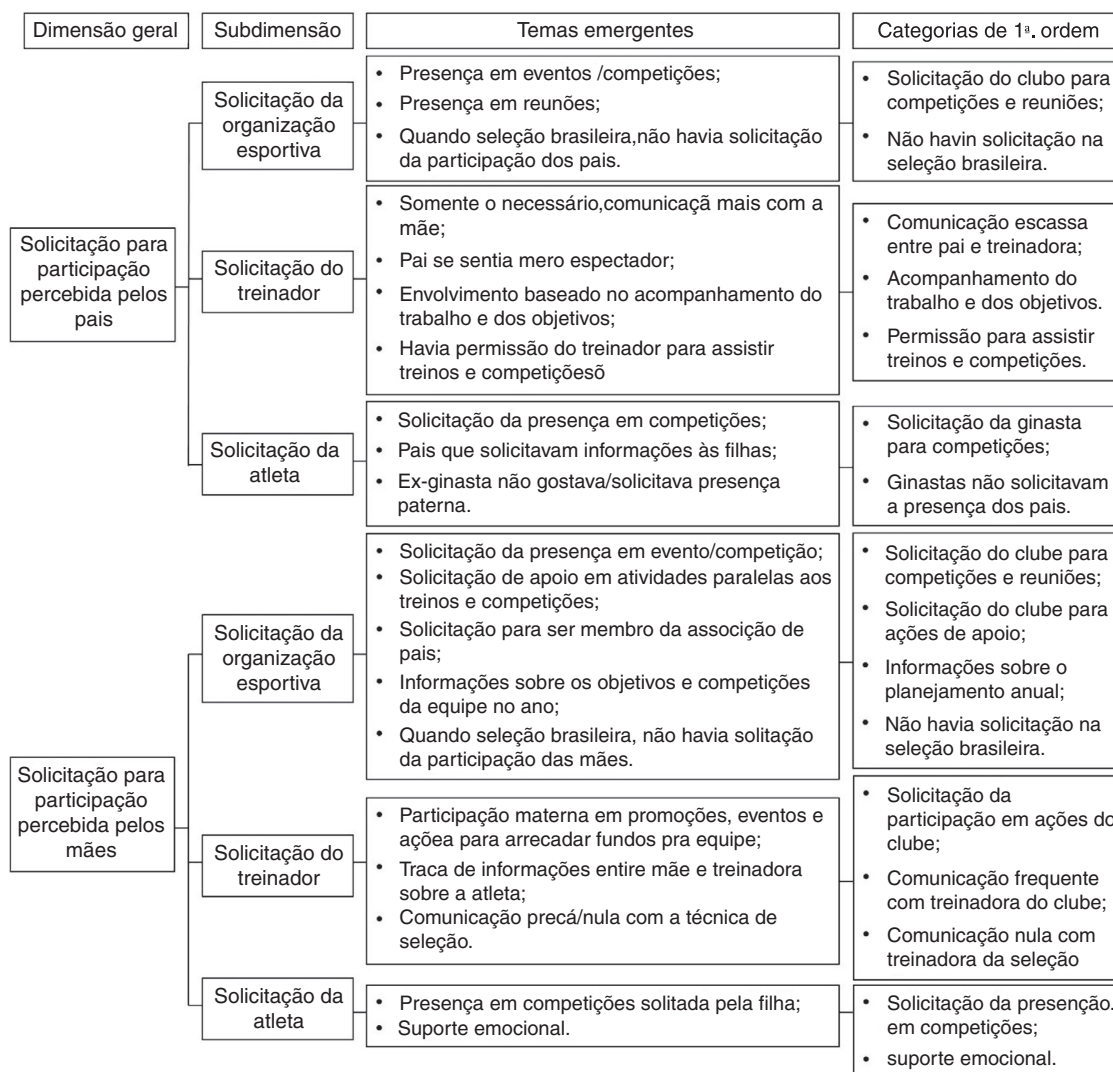 Dimensão geral
Subdimensão
Temas emergentes
Categorias de 1ª. ordem
Solicitação para
participação
percebida pelos
pais
Solicitação da
organização
esportiva
• Presença em eventos /competições;
• Presença em reunões;
• Quando seleção brasileira,não havia solicitação
da participação dos pais.
• Solicitação do clubo para
competições e reuniões;
• Não havin solicitação na
seleção brasileira.
Solicitação do
treinador
• Somente o necessário,comunicaçã mais com a
mãe;
• Pai se sentia mero espectador;
• Envolvimento baseado no acompanhamento do
trabalho e dos objetivos;
• Havia permissão do treinador para assistir
treinos e competiçõesõ
• Comunicação escassa
entre pai e treinadora;
• Acompanhamento do
trabalho e dos objetivos.
• Permissão para assistir
treinos e competições.
Solicitação da
atleta
• Solicitação da presença em competições;
• Pais que solicitavam informações às filhas;
• Ex-ginasta não gostava/solicitava presença
paterna.
• Solicitação da ginasta
para competições;
• Ginastas não solicitavam
a presença dos pais.
Solicitação para
participação
percebida pelos
mães
Solicitação da
organização
esportiva
• Solicitação da presença em evento/competição;
• Solicitação de apoio em atividades paralelas aos
treinos e competições;
• Solicitação para ser membro da associção de
pais;
• Informações sobre os objetivos e competições
da equipe no ano;
• Quando seleção brasileira, não havia solitação
da participação das mães.
• Solicitação do clube para
competições e reuniões;
• Solicitação do clube para
ações de apoio;
• Informações sobre o
planejamento anual;
• Não havia solicitação na
seleção brasileira.
Solicitação do
treinador
• Participação materna em promoções, eventos e
açõea para arrecadar fundos pra equipe;
• Traca de informações entire mãe e treinadora
sobre a atleta;
• Comunicação precá/nula com a técnica de
seleção.
• Solicitação da
participação em ações do
clube;
• Comunicação frequente
com treinadora do clube;
• Comunicação nula com
treinadora da seleção
Solicitação da
atleta
• Presença em competições solitada pela filha;
• Suporte emocional.
• Solicitação da presenção.
em competições;
• suporte emocional.